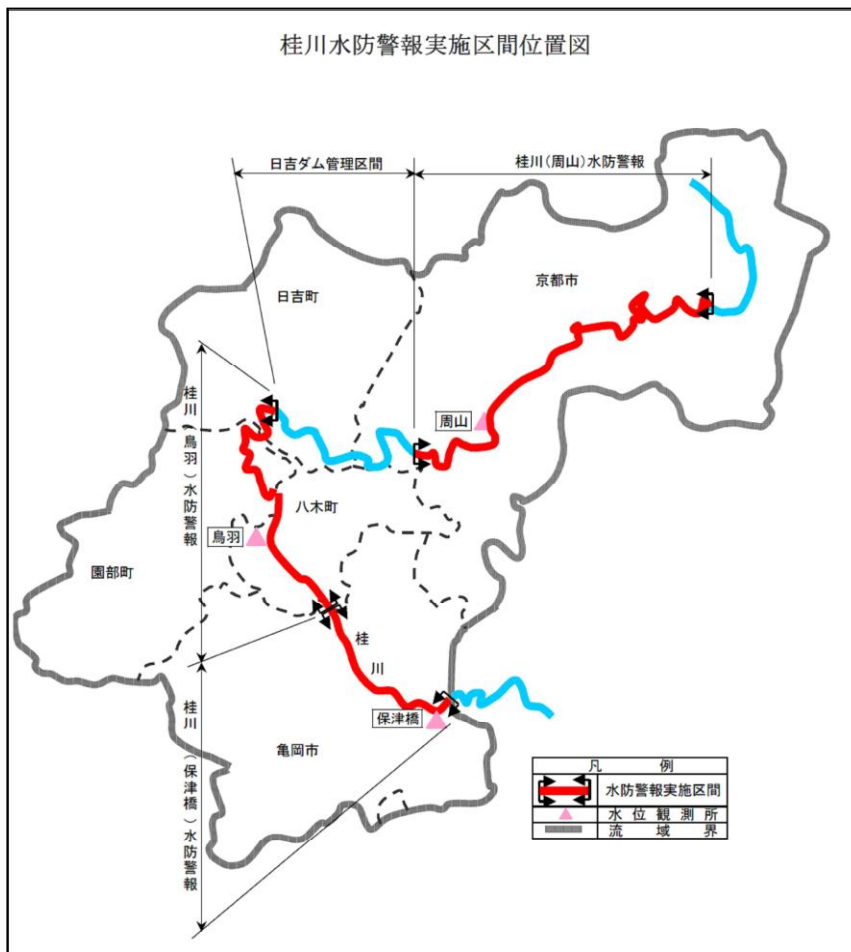 桂川水防警報実施区間位置図
日吉ダム管理区間
桂川(周山)水防警報
日吉町
京都市
桂川(鳥羽)水防警報
周山
八木町
鳥羽
園部町
桂川
保津橋
桂川(保津橋)水防警報
亀岡市
凡 例
水防警報実施区間
水位観測所
流域界